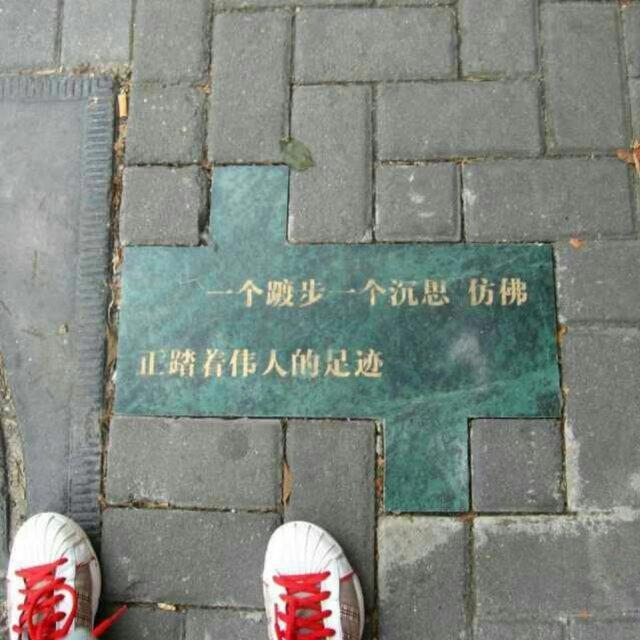 一个踱步一个沉思 仿佛
正踏着伟人的足迹